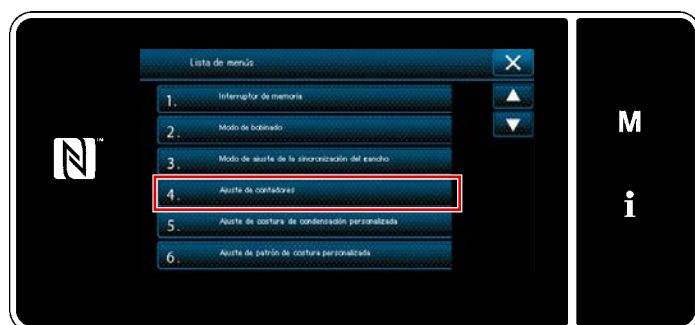 Lista de menús
1. Interruptor de memoria
2. Modo de bobinado
3. Modo de ajuste de la sincronización del gancho
4. Ajuste de contadores
5. Ajuste de costura de condensación personalizada
6. Ajuste de patrón de costura personalizada
M
i